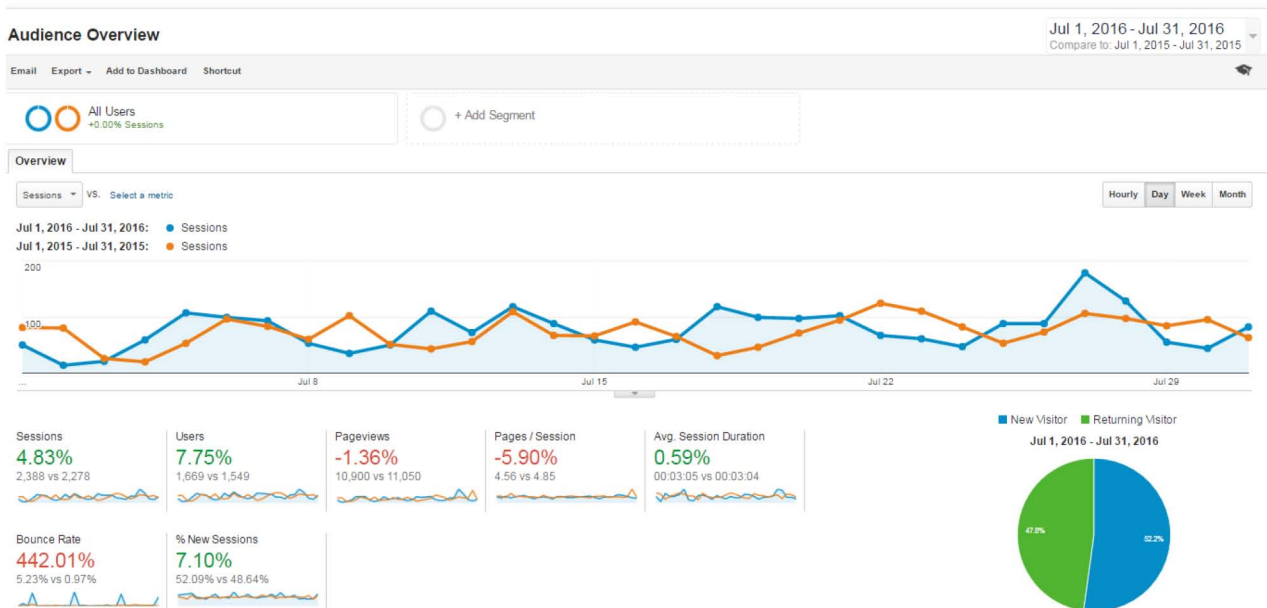 Audience Overview
Jul 1, 2016 - Jul 31, 2016
Compare to: Jul 1, 2015 - Jul 31, 2015
Email Export Add to Dashboard Shortcut
All Users
+0.00% Sessions
+ Add Segment
Overview
Sessions VS. Select a metric
Hourly Day Week Month
Jul 1, 2016 - Jul 31, 2016: Sessions
Jul 1, 2015 - Jul 31, 2015: Sessions
200
100
... Jul 8 Jul 15 Jul 22 Jul 29
New Visitor Returning Visitor
Jul 1, 2016 - Jul 31, 2016
Sessions Users Pageviews Pages / Session Avg. Session Duration
4.83% 7.75% -1.36% -5.90% 0.59%
2,388 vs 2,278 1,669 vs 1,549 10,900 vs 11,050 4.56 vs 4.85 00:03:05 vs 00:03:04
47.8% 52.2%
Bounce Rate % New Sessions
442.01% 7.10%
5.23% vs 0.97% 52.09% vs 48.64%